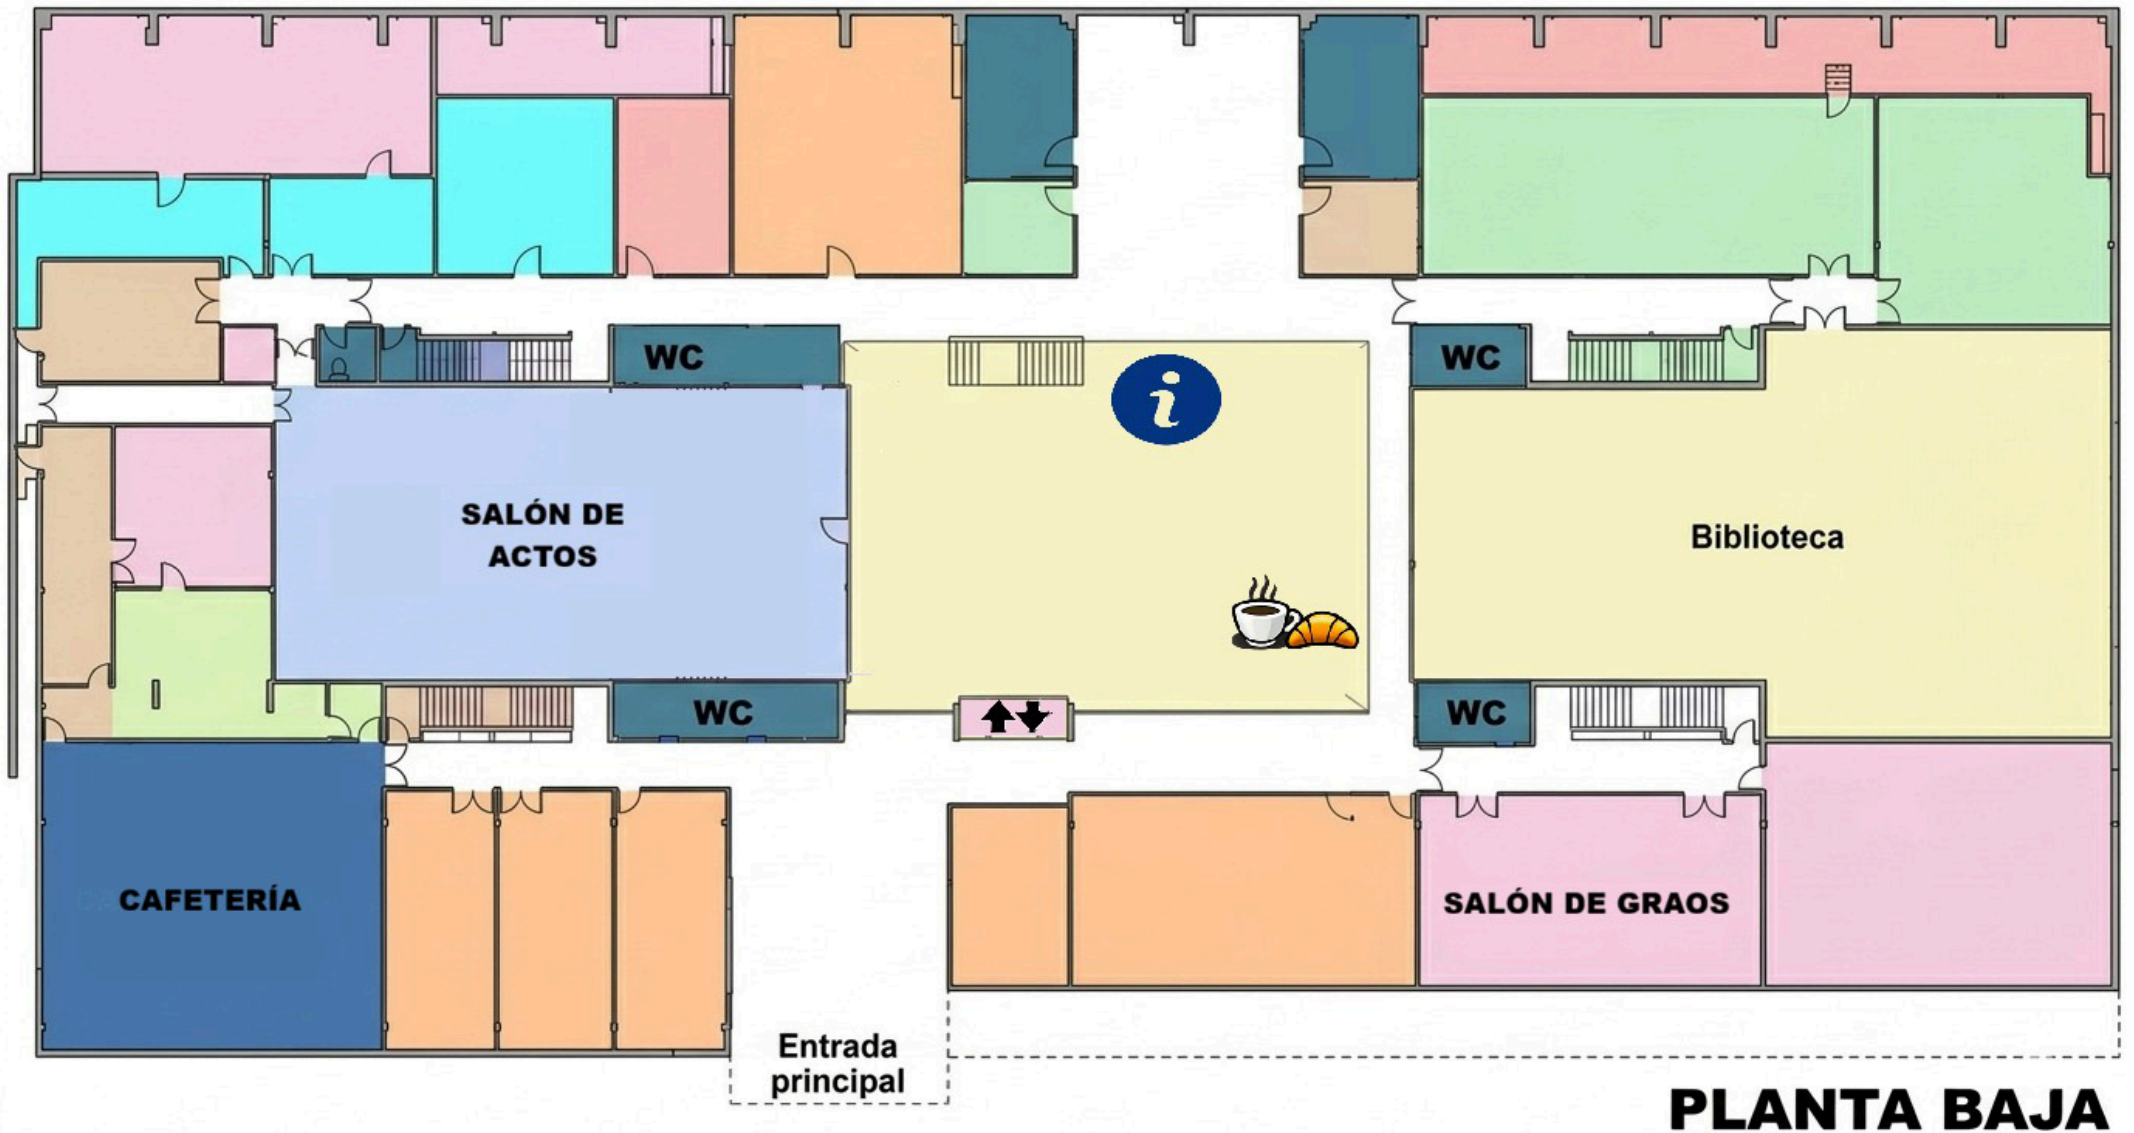 WC
WC
i
SALÓN DE
ACTOS
Biblioteca
WC
WC
CAFETERÍA
SALÓN DE GRAOS
Entrada
principal
PLANTA BAJA